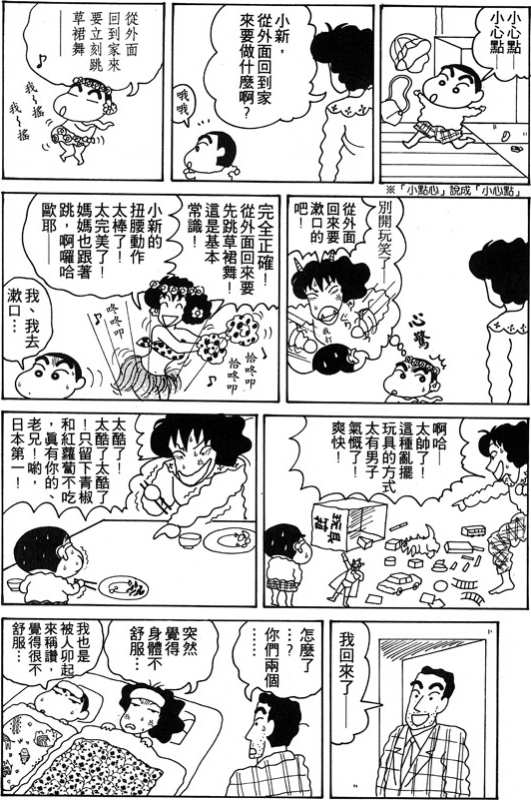 小心點
小心點——
※「小點心」說成「小心點」
小新，
從外面回到家
來要做什麼啊？
哦哦
從外面
回到家來
要立刻跳
草裙舞——
我～搖
我～搖
別開玩笑了！
從外面
回來要
漱口的
吧！
心驚
完全正確！
從外面回來要
先跳草裙舞！
這是基本
常識！
小新的
扭腰動作
太棒了！
太完美了！
媽媽也跟著
跳，啊囉哈
歐耶——
咚咚叩
恰咚叩
恰咚叩
我、我去
漱口…
啊哈—
太帥了！
這種亂擺
玩具的方式
太有男子
氣慨了！
爽快！
玩具箱
太酷了！
太酷了太酷了
！只留下青椒
和紅蘿蔔不吃
，真有你的、
老兄！喲，
日本第一！
我回來了——
怎麼了
…？
你們兩個
…？
突然
覺得
身體不
舒服…
我也是
被人卯起
來稱讚，
覺得很不
舒服…